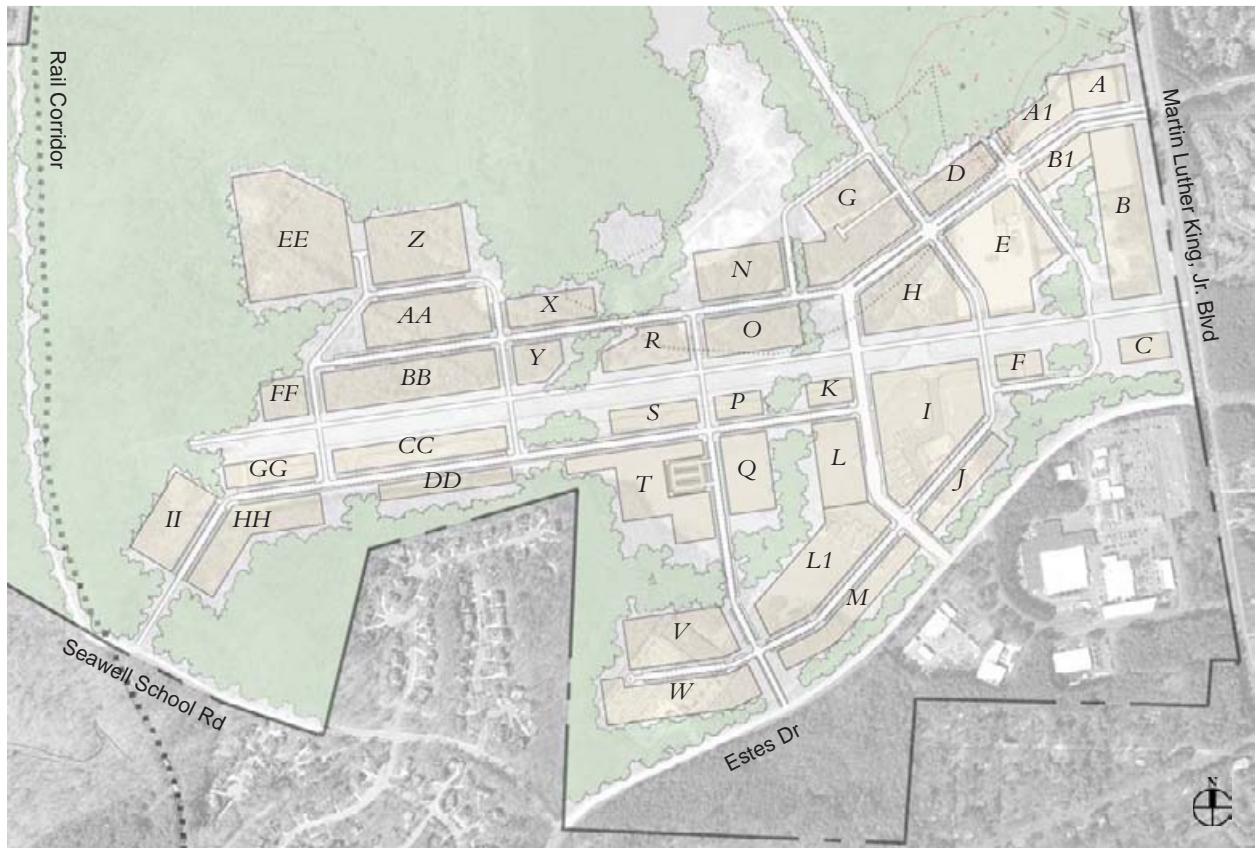 Rail Corridor
Martin Luther King, Jr. Blvd
A
A1
B1
B
D
G
E
EE
Z
N
H
X
AA
R
O
Y
BB
FF
C
F
K
P
S
I
CC
GG
DD
T
Q
L
J
II
HH
L1
M
V
W
Seawell School Rd
Estes Dr
N